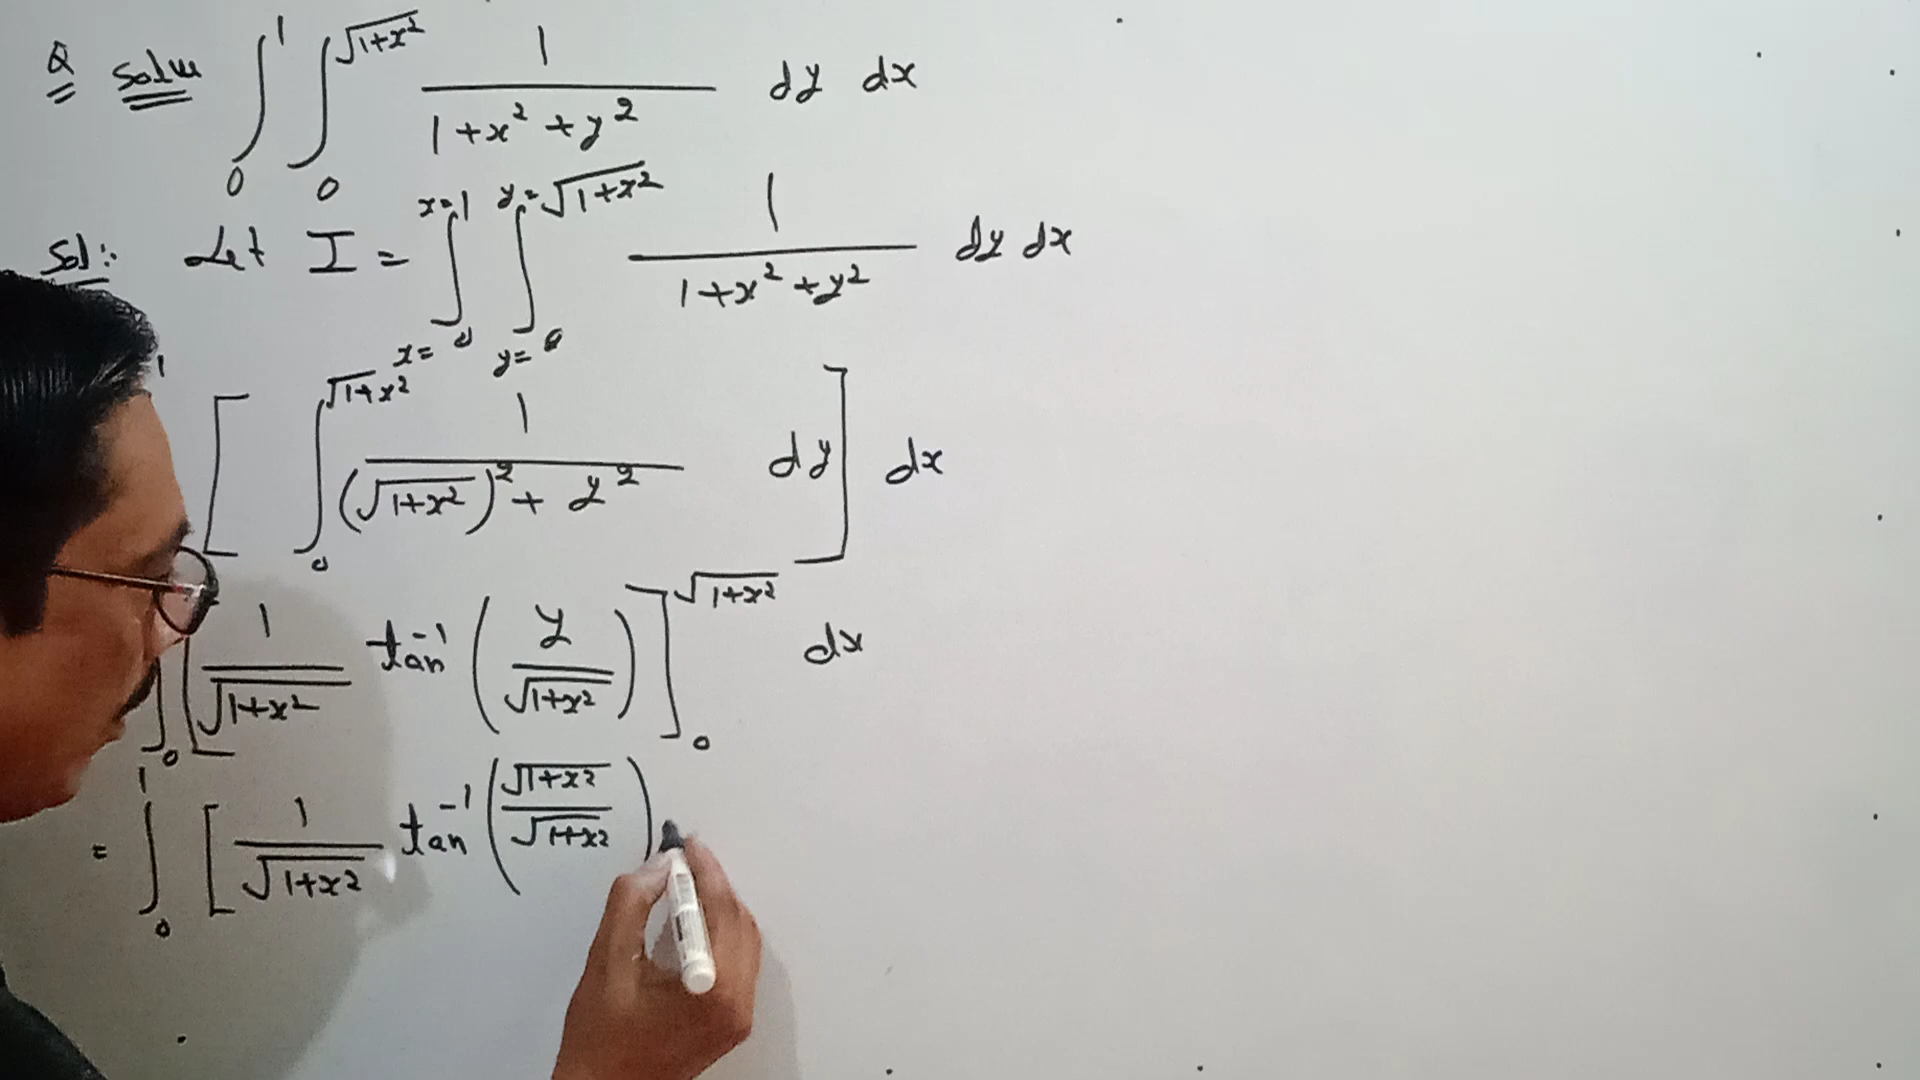 Q Solve ∫₀¹ ∫₀^√(1+x²) 1/(1+x²+y²) dy dx
Sol: Let I = ∫_{x=0}^{x=1} ∫_{y=0}^{y=√(1+x²)} 1/(1+x²+y²) dy dx
1 [ ∫₀^√(1+x²) 1/((√(1+x²))² + y²) dy ] dx
∫₀ [ 1/√(1+x²) tan⁻¹ ( y/√(1+x²) ) ]₀^√(1+x²) dx
= ∫₀¹ [ 1/√(1+x²) tan⁻¹ ( √(1+x²)/√(1+x²) )